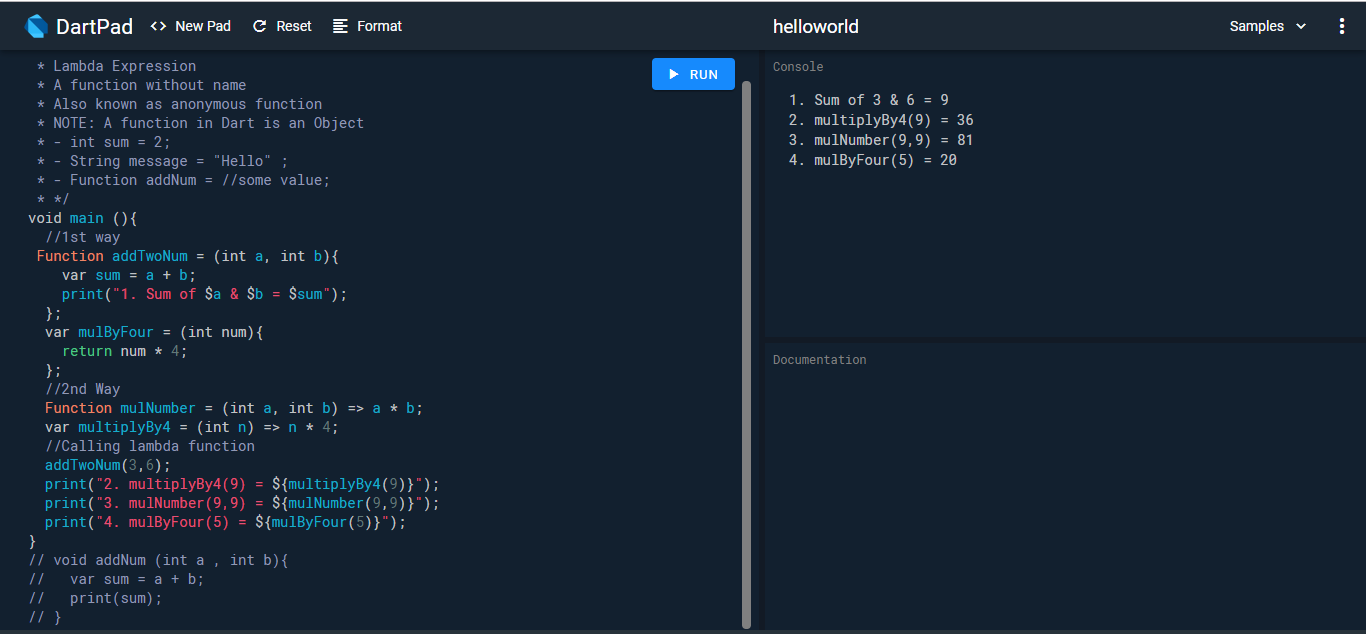 DartPad <> New Pad Reset Format helloworld Samples
* Lambda Expression
* A function without name
* Also known as anonymous function
* NOTE: A function in Dart is an Object
* - int sum = 2;
* - String message = "Hello" ;
* - Function addNum = //some value;
* */
void main (){
//1st way
Function addTwoNum = (int a, int b){
var sum = a + b;
print("1. Sum of $a & $b = $sum");
};
var mulByFour = (int num){
return num * 4;
};
//2nd Way
Function mulNumber = (int a, int b) => a * b;
var multiplyBy4 = (int n) => n * 4;
//Calling lambda function
addTwoNum(3,6);
print("2. multiplyBy4(9) = ${multiplyBy4(9)}");
print("3. mulNumber(9,9) = ${mulNumber(9,9)}");
print("4. mulByFour(5) = ${mulByFour(5)}");
}
// void addNum (int a , int b){
//   var sum = a + b;
//   print(sum);
// }
RUN
Console
1. Sum of 3 & 6 = 9
2. multiplyBy4(9) = 36
3. mulNumber(9,9) = 81
4. mulByFour(5) = 20
Documentation